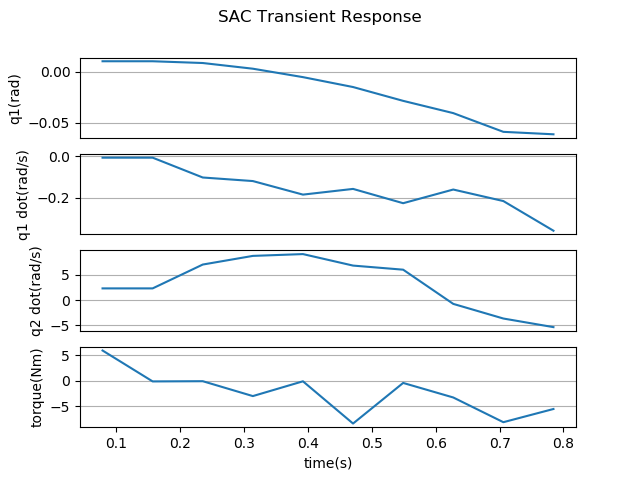 SAC Transient Response
q1(rad)
0.00
−0.05
q1 dot(rad/s)
0.0
−0.2
q2 dot(rad/s)
5
0
−5
torque(Nm)
5
0
−5
0.1 0.2 0.3 0.4 0.5 0.6 0.7 0.8
time(s)